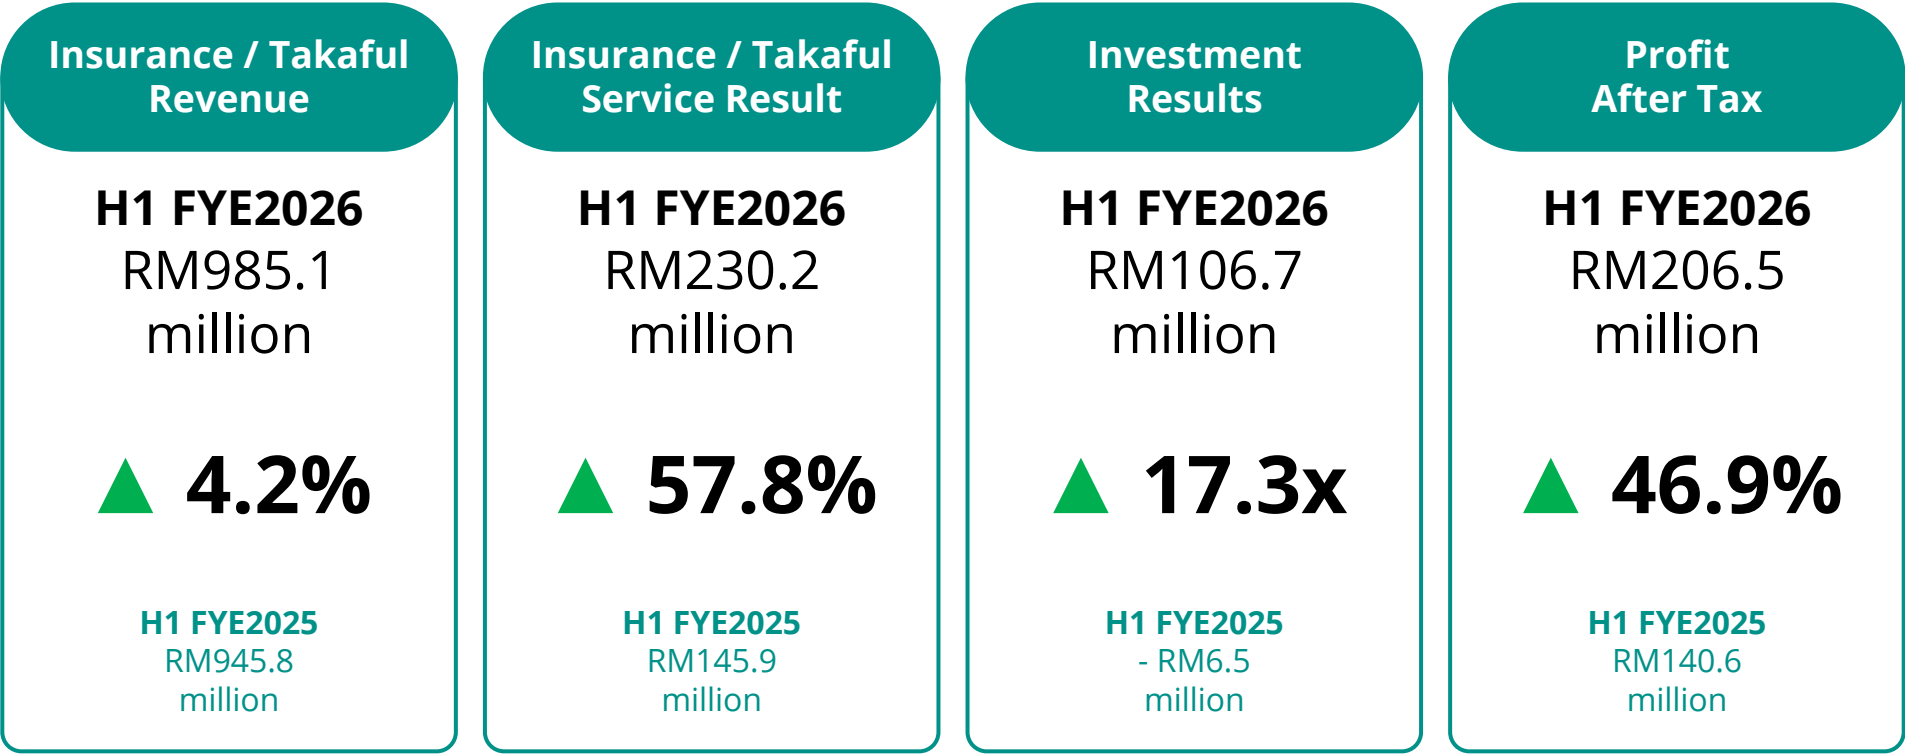 Insurance / Takaful
Revenue
H1 FYE2026
RM985.1
million
▲ 4.2%
H1 FYE2025
RM945.8
million
Insurance / Takaful
Service Result
H1 FYE2026
RM230.2
million
▲ 57.8%
H1 FYE2025
RM145.9
million
Investment
Results
H1 FYE2026
RM106.7
million
▲ 17.3x
H1 FYE2025
- RM6.5
million
Profit
After Tax
H1 FYE2026
RM206.5
million
▲ 46.9%
H1 FYE2025
RM140.6
million